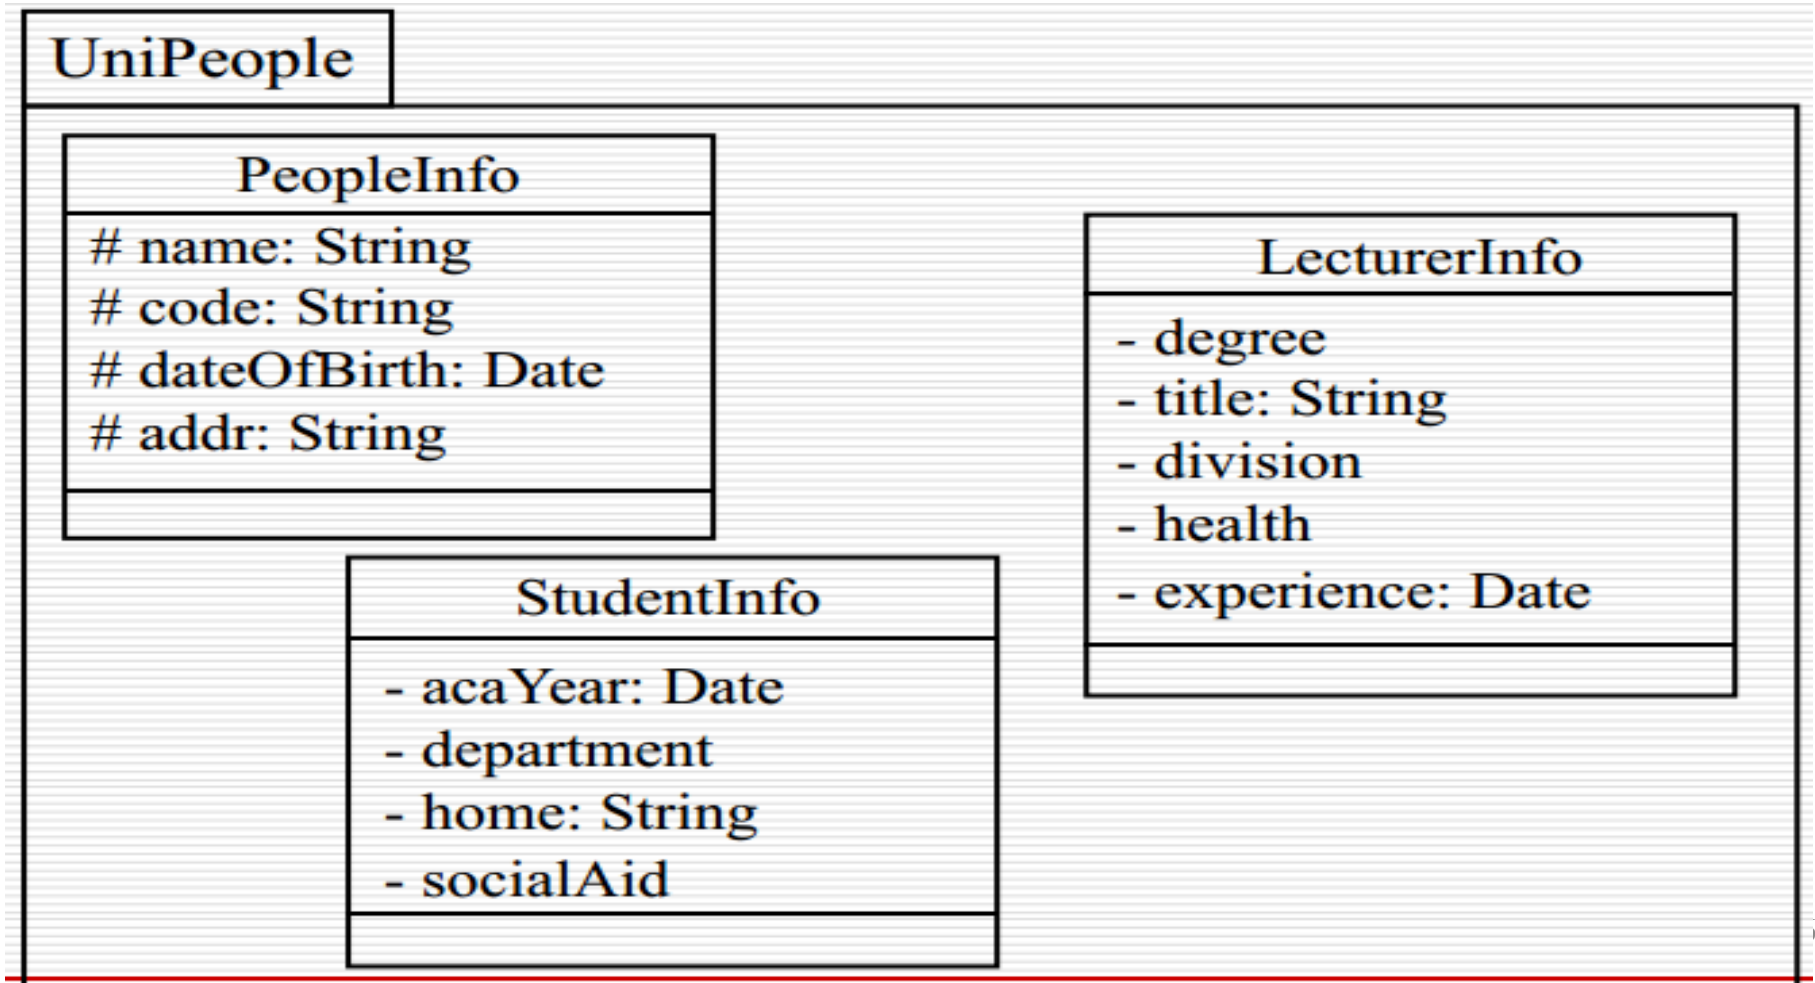 UniPeople
PeopleInfo
# name: String
# code: String
# dateOfBirth: Date
# addr: String
LecturerInfo
- degree
- title: String
- division
- health
- experience: Date
StudentInfo
- acaYear: Date
- department
- home: String
- socialAid